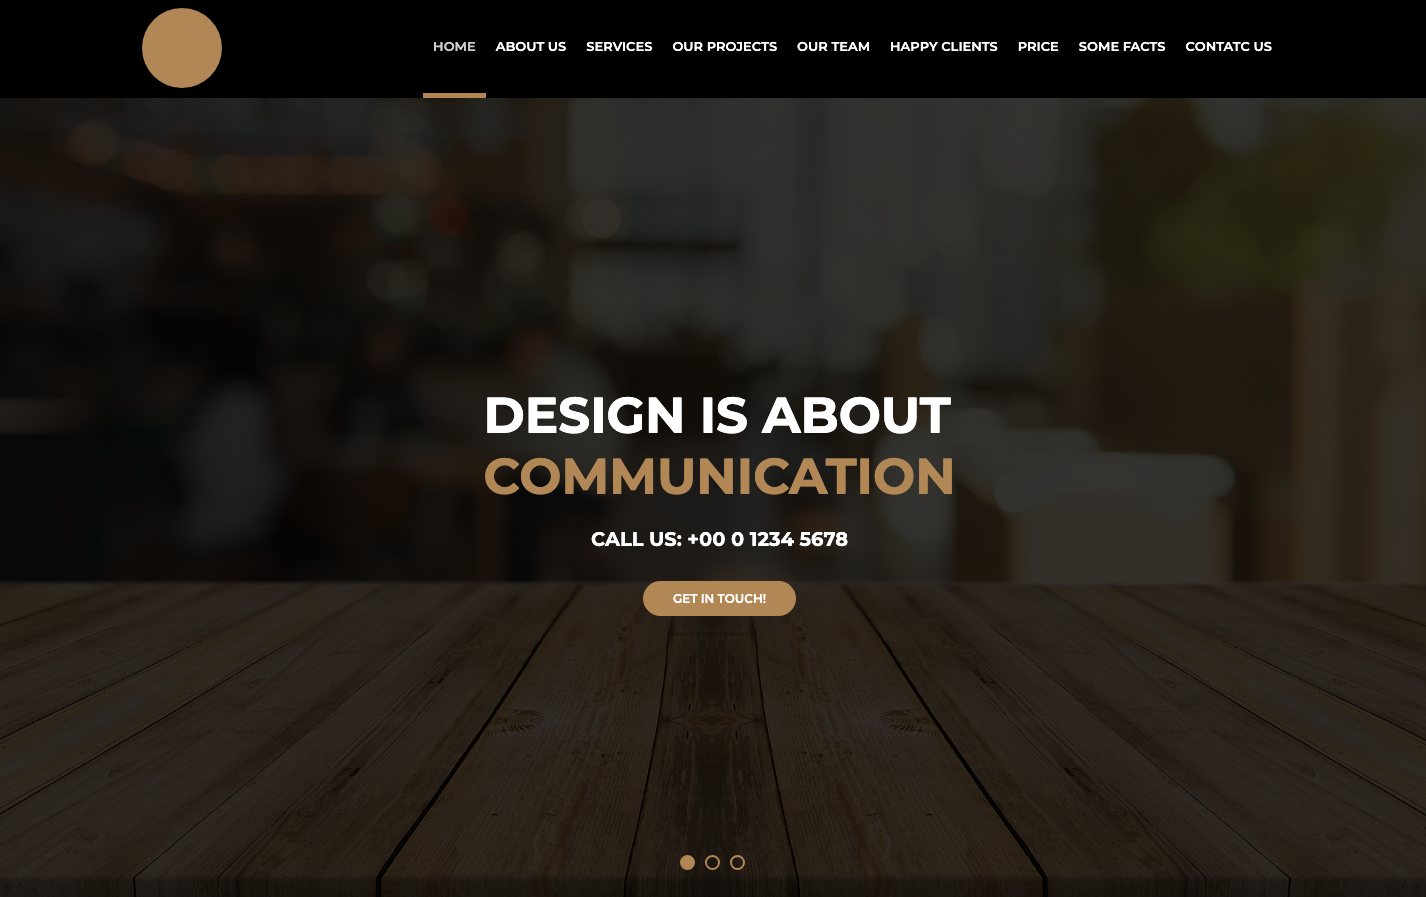 HOME ABOUT US SERVICES OUR PROJECTS OUR TEAM HAPPY CLIENTS PRICE SOME FACTS CONTATC US
DESIGN IS ABOUT
COMMUNICATION
CALL US: +00 0 1234 5678
GET IN TOUCH!